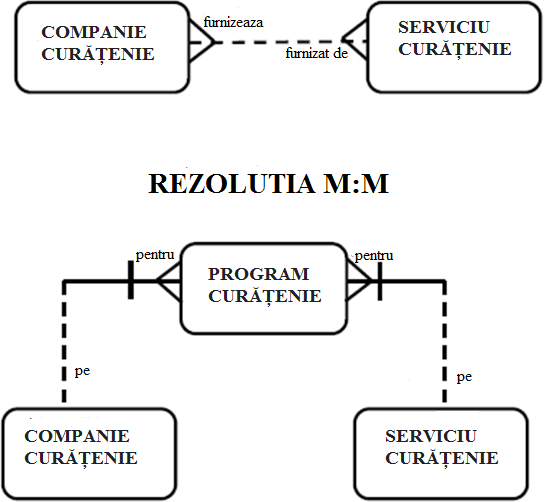 COMPANIE
CURĂȚENIE
furnizeaza
furnizat de
SERVICIU
CURĂȚENIE
REZOLUTIA M:M
pentru
PROGRAM
CURĂȚENIE
pentru
pe
pe
COMPANIE
CURĂȚENIE
SERVICIU
CURĂȚENIE